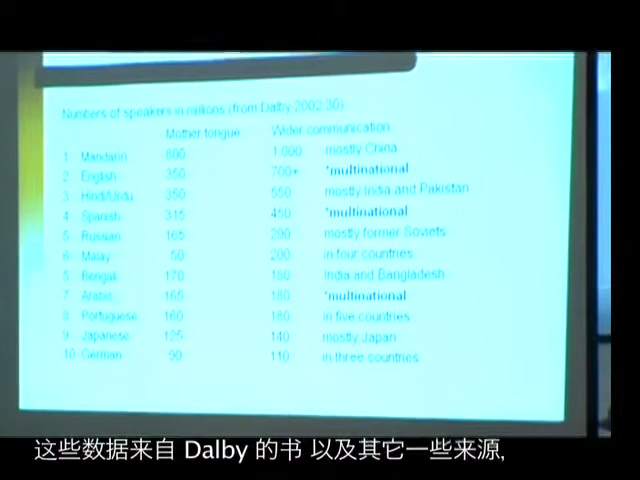 Numbers of speakers in millions (from Dalby 2002:30)
Mother tongue Wider communication
1 Mandarin 800 1.000 mostly China
2 English 350 700+ *multinational
3 Hindi/Urdu 350 550 mostly India and Pakistan
4 Spanish 315 450 *multinational
5 Russian 165 200 mostly former Soviets
6 Malay 50 200 in four countries
5 Bengali 170 180 India and Bangladesh
7 Arabic 165 180 *multinational
8 Portuguese 160 180 in five countries
9 Japanese 125 140 mostly Japan
10 German 90 110 in three countries
这些数据来自 Dalby 的书 以及其它一些来源,